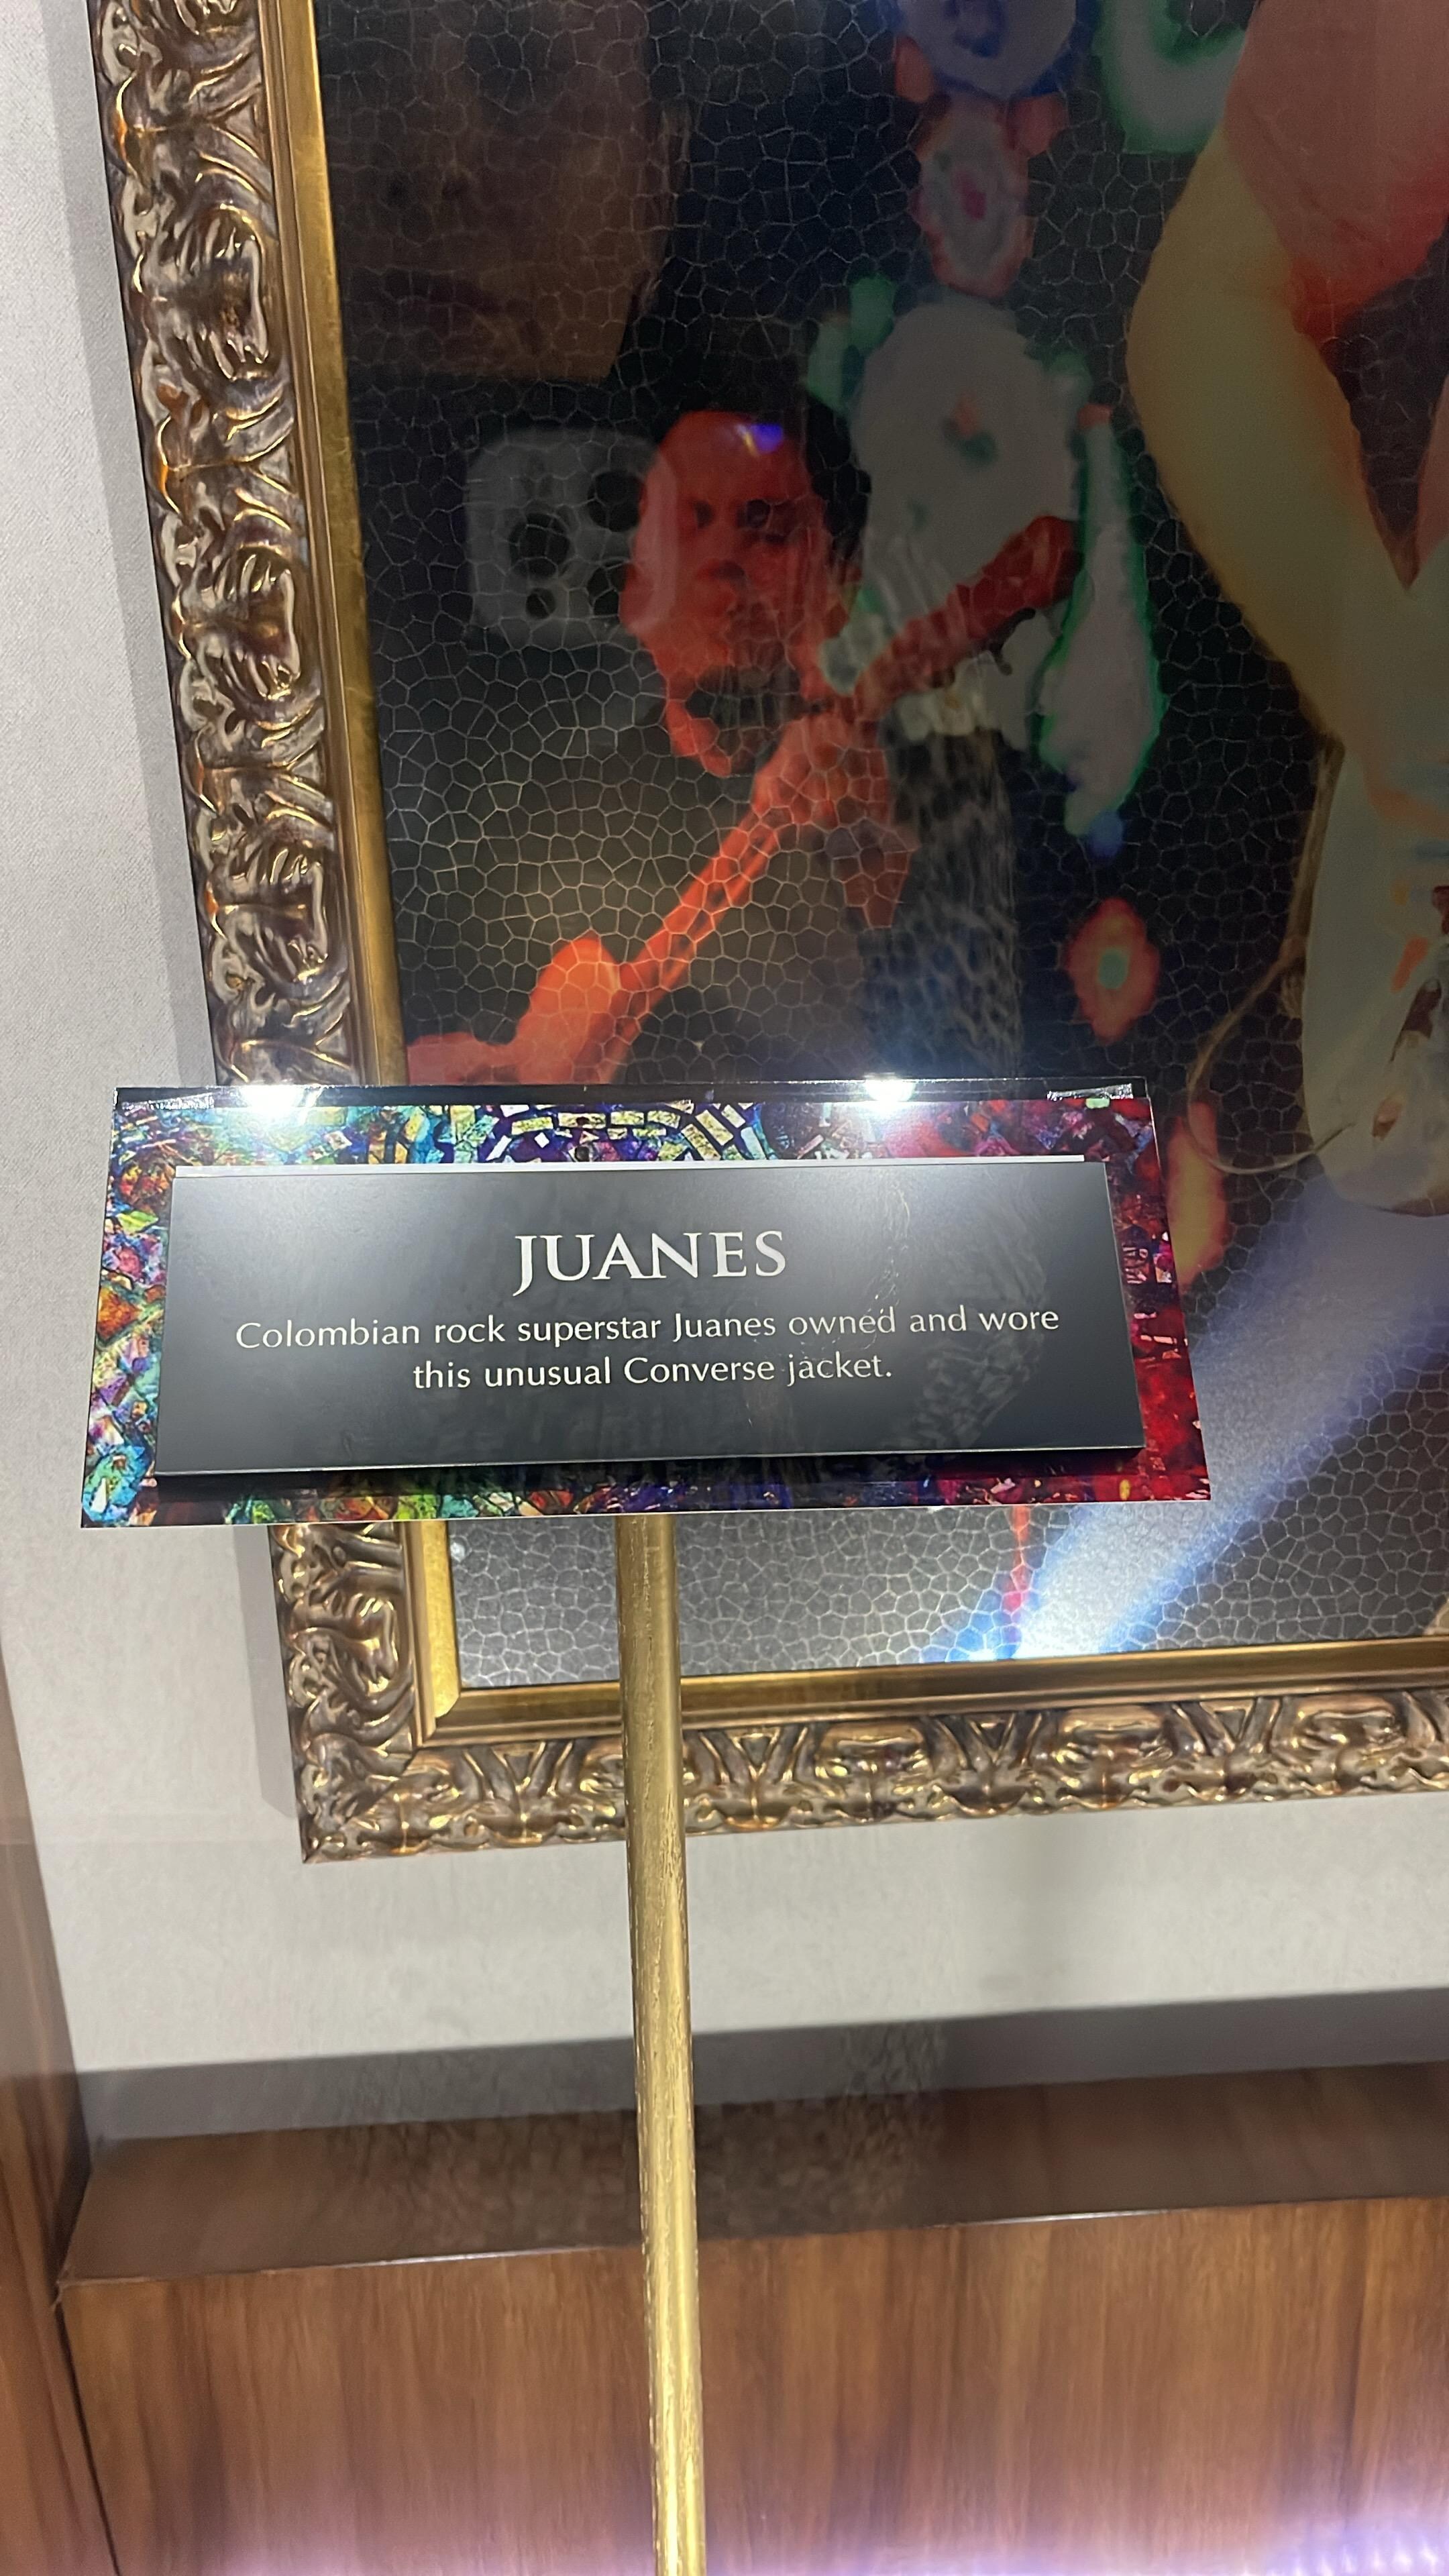 JUANES
Colombian rock superstar Juanes owned and wore
this unusual Converse jacket.